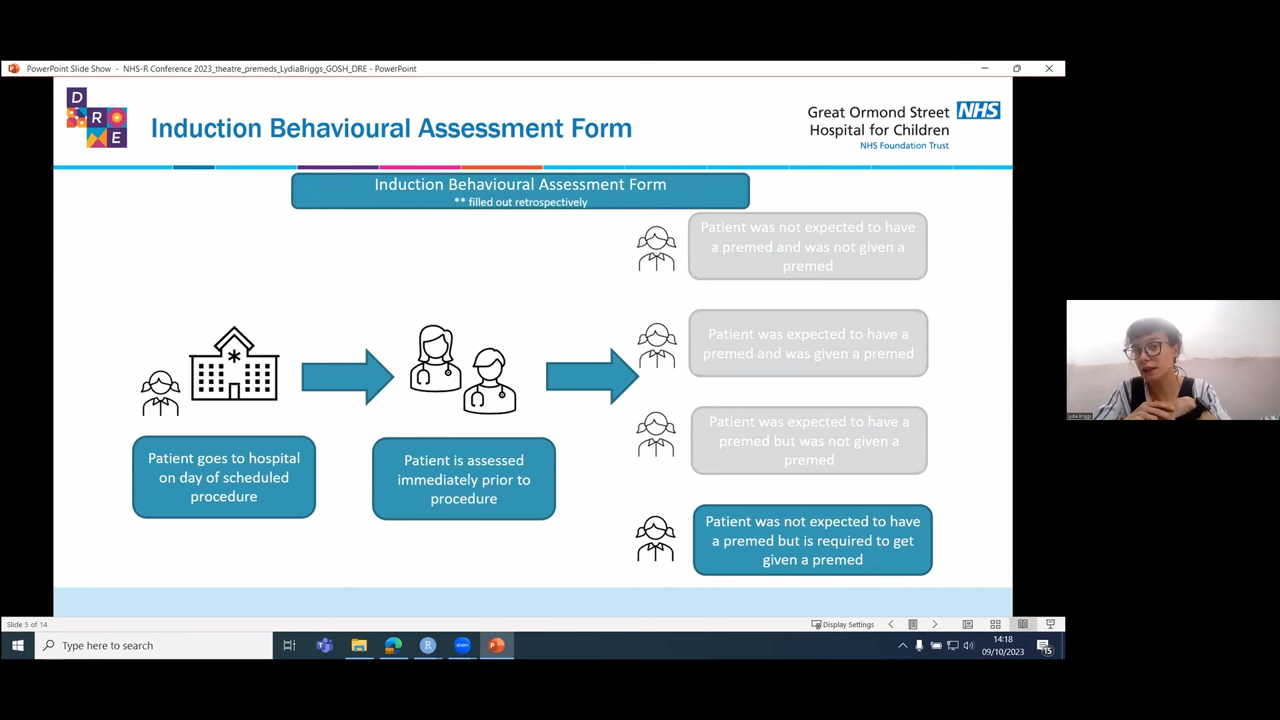 PowerPoint Slide Show - NHS-R Conference 2023_theatre_premeds_LydiaBriggs_GOSH_DRE - PowerPoint
D
R
E
Induction Behavioural Assessment Form
Great Ormond Street NHS
Hospital for Children
NHS Foundation Trust
Induction Behavioural Assessment Form
** filled out retrospectively
Patient was not expected to have
a premed and was not given a
premed
Patient was expected to have a
premed and was given a premed
Patient was expected to have a
premed but was not given a
premed
Patient goes to hospital
on day of scheduled
procedure
Patient is assessed
immediately prior to
procedure
Patient was not expected to have
a premed but is required to get
given a premed
Lydia Briggs
Slide 5 of 14
Display Settings
Type here to search
14:18
09/10/2023
15